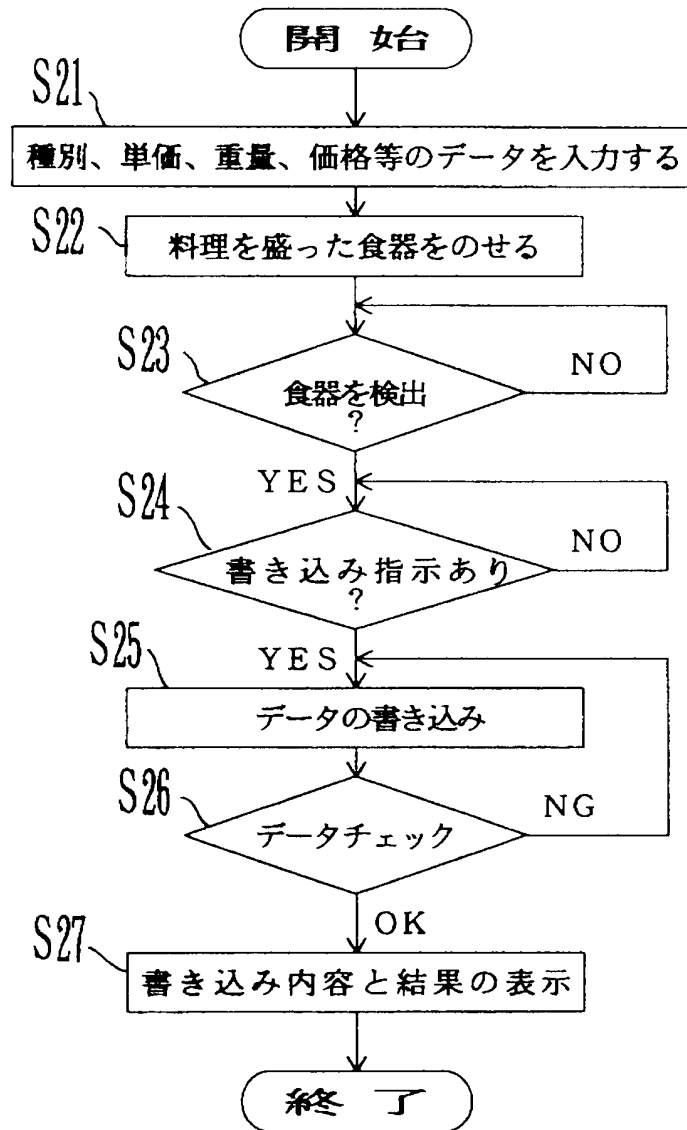 開始
S21
種別、単価、重量、価格等のデータを入力する
S22
料理を盛った食器をのせる
S23
食器を検出
?
NO
YES
S24
書き込み指示あり
?
NO
YES
S25
データの書き込み
S26
データチェック
NG
OK
S27
書き込み内容と結果の表示
終了